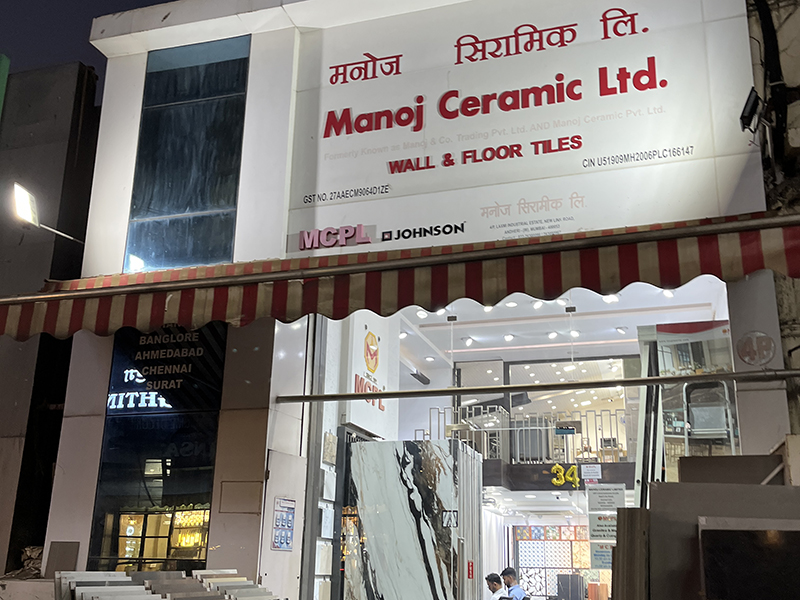 मनोज सिरामिक लि.
Manoj Ceramic Ltd.
Formerly Known as Manoj & Co. Trading Pvt. Ltd. AND Manoj Ceramic Pvt. Ltd.
WALL & FLOOR TILES
GST NO. 27AAECM9064D1ZE
CIN U51909MH2006PLC166147
MCPL JOHNSON
मनोज सिरामीक लि.
BANGLORE
AHMEDABAD
CHENNAI
SURAT
MCPL
4B
34